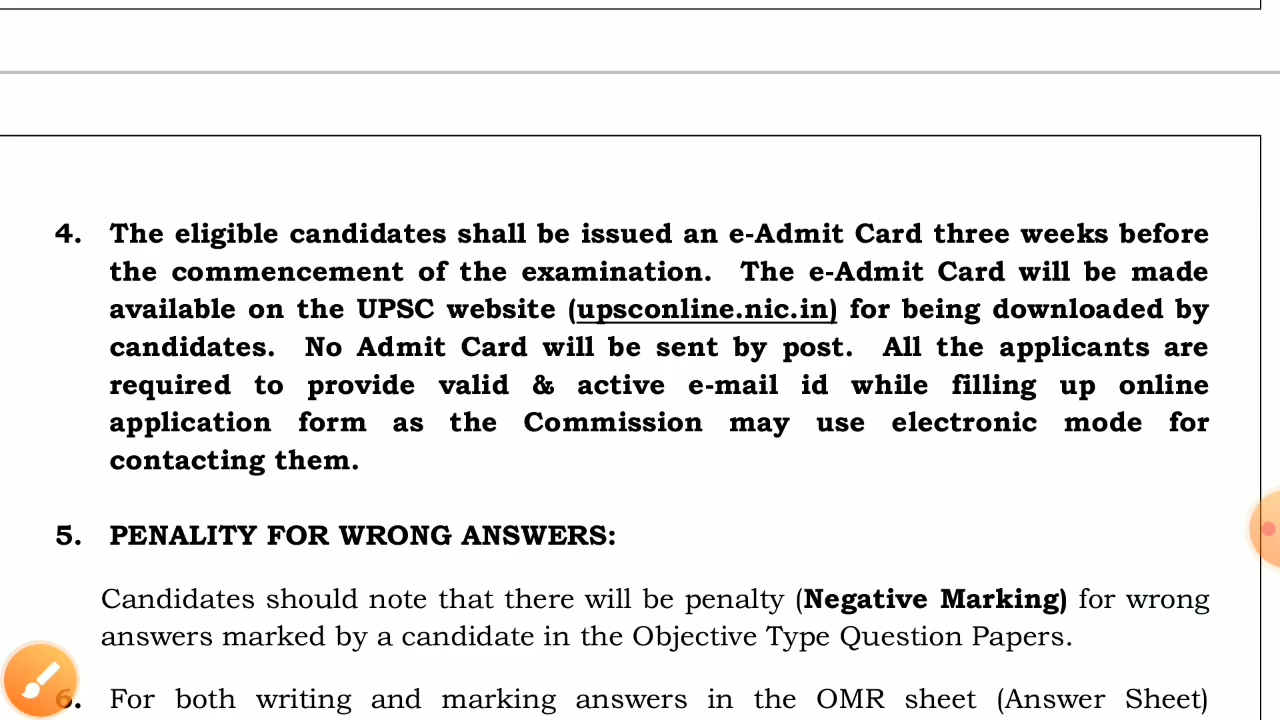 4. The eligible candidates shall be issued an e-Admit Card three weeks before
the commencement of the examination. The e-Admit Card will be made
available on the UPSC website (upsconline.nic.in) for being downloaded by
candidates. No Admit Card will be sent by post. All the applicants are
required to provide valid & active e-mail id while filling up online
application form as the Commission may use electronic mode for
contacting them.
5. PENALITY FOR WRONG ANSWERS:
Candidates should note that there will be penalty (Negative Marking) for wrong
answers marked by a candidate in the Objective Type Question Papers.
6. For both writing and marking answers in the OMR sheet (Answer Sheet)